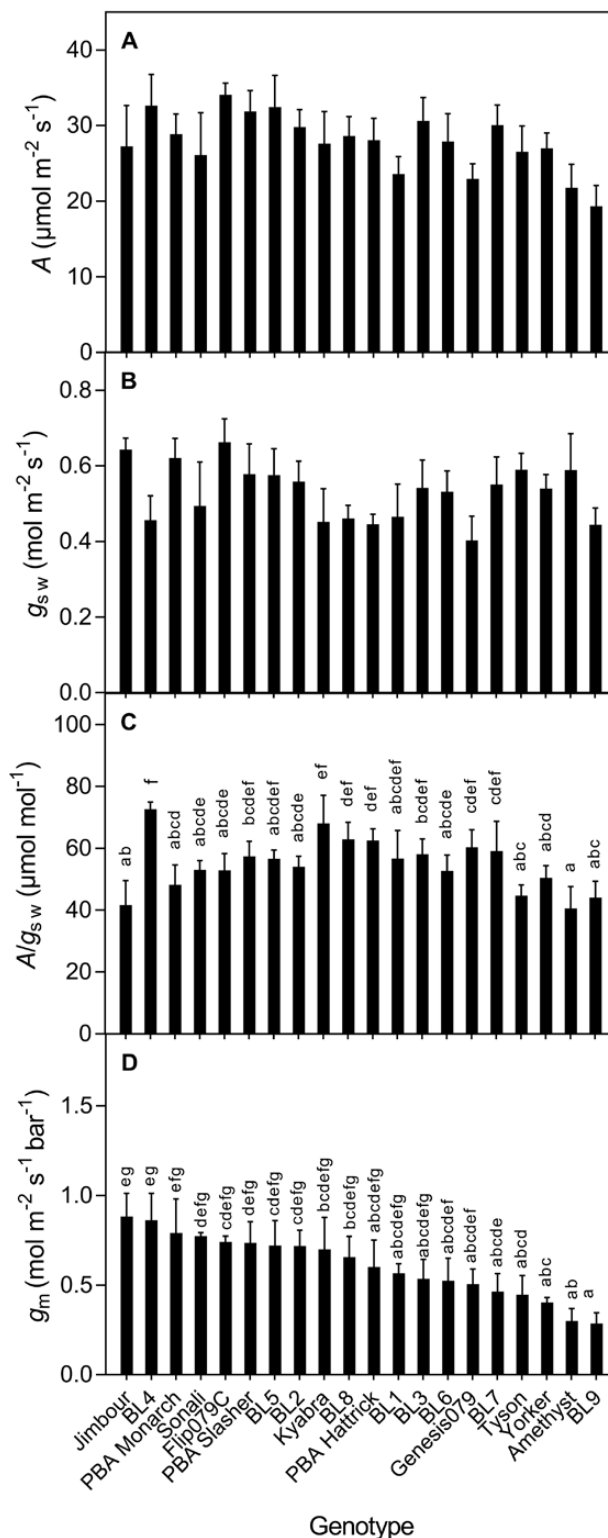 A
40
30
20
10
0
A (µmol m⁻² s⁻¹)
B
0.8
0.6
0.4
0.2
0.0
g_sw (mol m⁻² s⁻¹)
C
100
80
60
40
20
0
A/g_sw (µmol mol⁻¹)
ab f abcd abcde abcde bcdef abcdef abcde ef def def abcdef bcdef abcde cdef cdef abc abcd a abc
D
1.5
1.0
0.5
0.0
g_m (mol m⁻² s⁻¹ bar⁻¹)
eg eg efg defg cdefg defg cdefg cdefg bcdefg bcdefg abcdefg abcdefg abcdefg abcdef abcdef abcde abcd abc ab a
Jimbour
BL4
PBA Monarch
Sonali
Flip079C
PBA Slasher
BL5
BL2
Kyabra
BL8
PBA Hattrick
BL1
BL3
BL6
Genesis079
BL7
Tyson
Yorker
Amethyst
BL9
Genotype